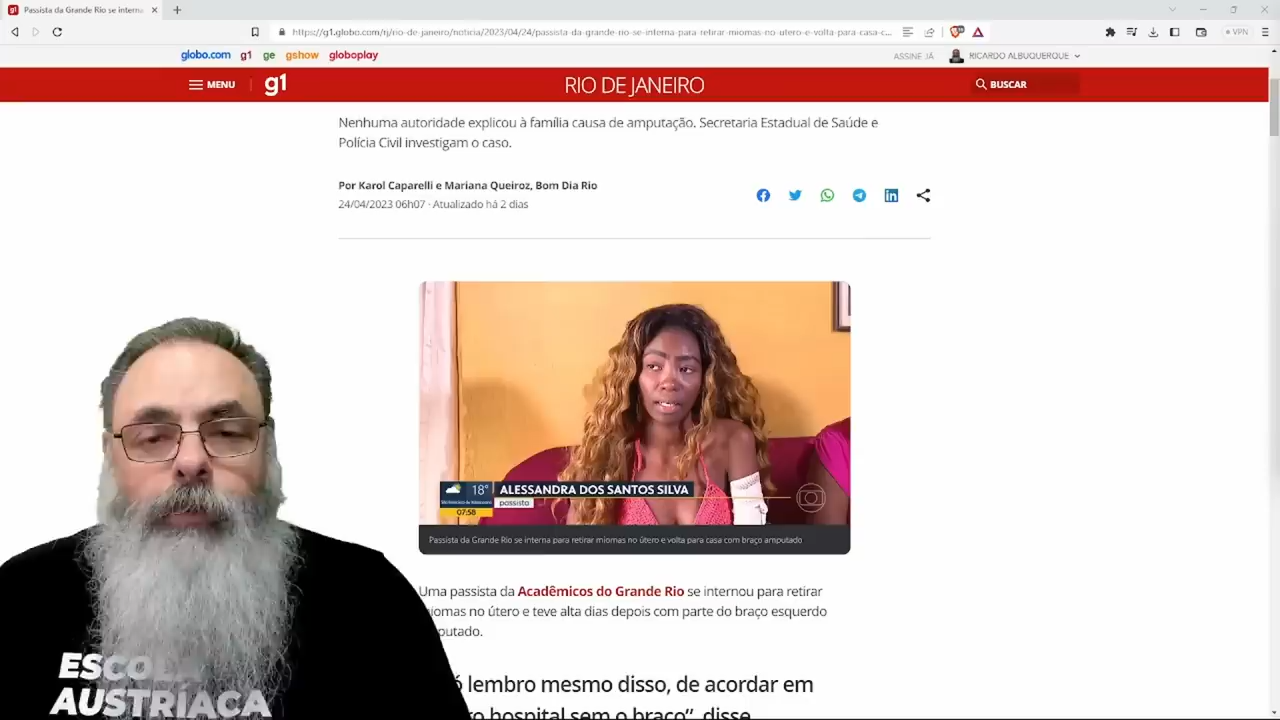 Passista da Grande Rio se interna
https://g1.globo.com/rj/rio-de-janeiro/noticia/2023/04/24/passista-da-grande-rio-se-interna-para-retirar-miomas-no-utero-e-volta-para-casa-c...
VPN
globo.com g1 ge gshow globoplay
ASSINE JÁ
RICARDO ALBUQUERQUE
MENU
g1
RIO DE JANEIRO
BUSCAR
Nenhuma autoridade explicou à família causa de amputação. Secretaria Estadual de Saúde e
Polícia Civil investigam o caso.
Por Karol Caparelli e Mariana Queiroz, Bom Dia Rio
24/04/2023 06h07 · Atualizado há 2 dias
18°
ALESSANDRA DOS SANTOS SILVA
passista
07:58
Passista da Grande Rio se interna para retirar miomas no útero e volta para casa com braço amputado
Uma passista da Acadêmicos do Grande Rio se internou para retirar
iomas no útero e teve alta dias depois com parte do braço esquerdo
putado.
ó lembro mesmo disso, de acordar em
ro hospital sem o braço”, disse
ESCOLA
AUSTRÍACA